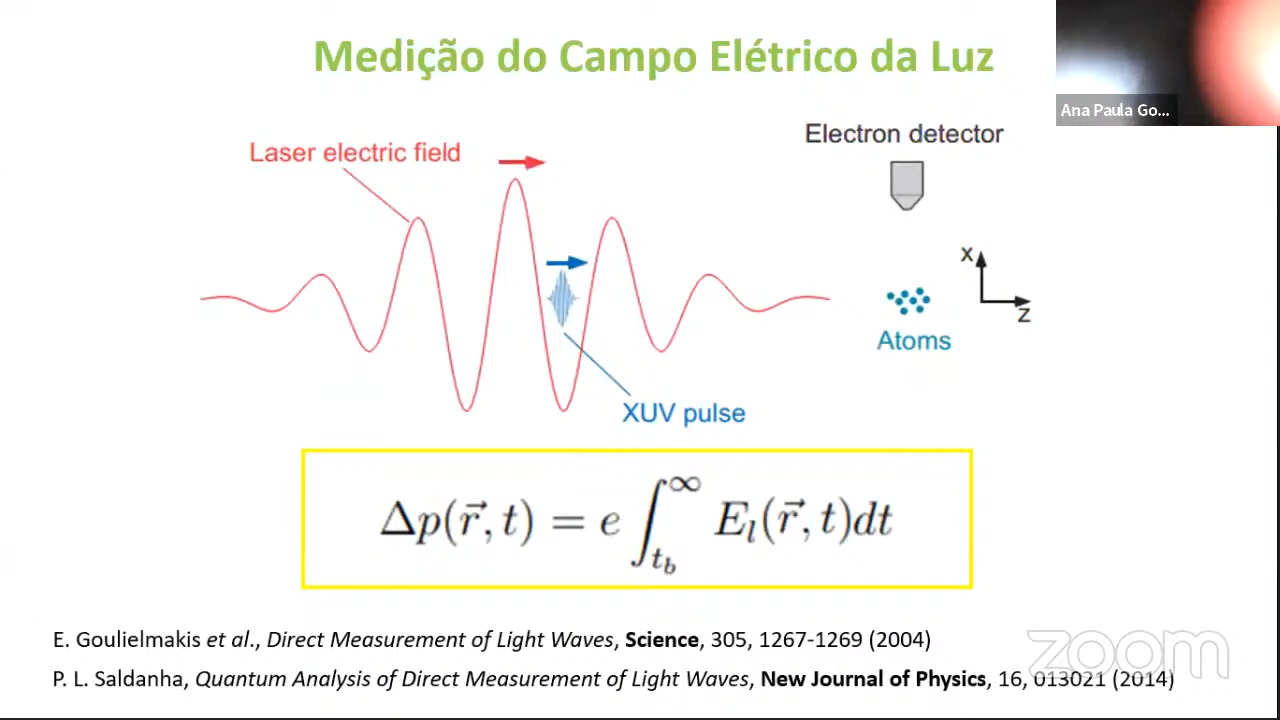 Medição do Campo Elétrico da Luz
Ana Paula Go...
Laser electric field
Electron detector
x
z
Atoms
XUV pulse
Δp(r⃗, t) = e ∫_{t_b}^{∞} E_l(r⃗, t)dt
E. Goulielmakis et al., Direct Measurement of Light Waves, Science, 305, 1267-1269 (2004)
zoom
P. L. Saldanha, Quantum Analysis of Direct Measurement of Light Waves, New Journal of Physics, 16, 013021 (2014)